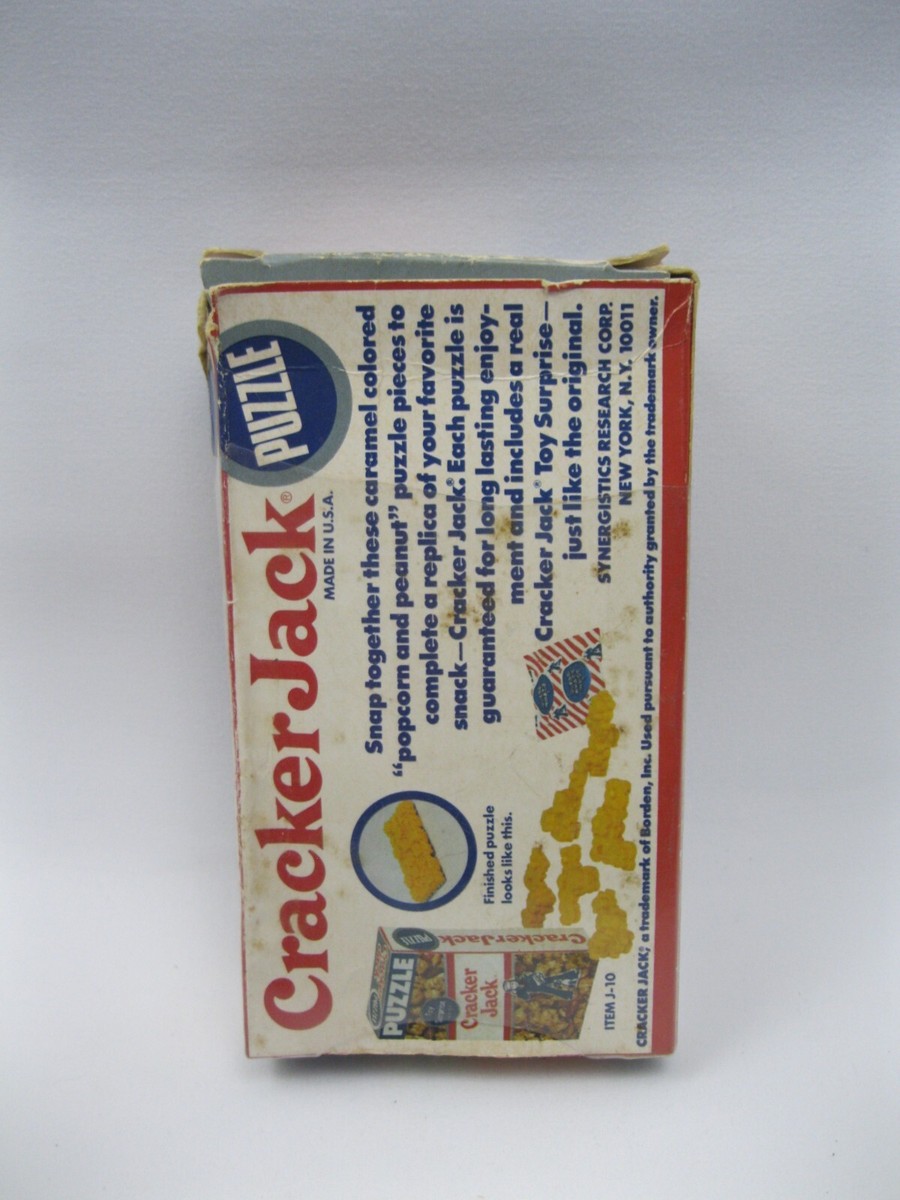 CrackerJack®
PUZZLE
MADE IN U.S.A.
Snap together these caramel colored
“popcorn and peanut” puzzle pieces to
complete a replica of your favorite
snack—Cracker Jack.® Each puzzle is
guaranteed for long lasting enjoy-
ment and includes a real
Cracker Jack® Toy Surprise—
just like the original.
SYNERGISTICS RESEARCH CORP.
NEW YORK, N.Y. 10011
Finished puzzle
looks like this.
PUZZLE
Cracker
Jack
CrackerJack
ITEM J-10
CRACKER JACK,® a trademark of Borden, Inc. Used pursuant to authority granted by the trademark owner.